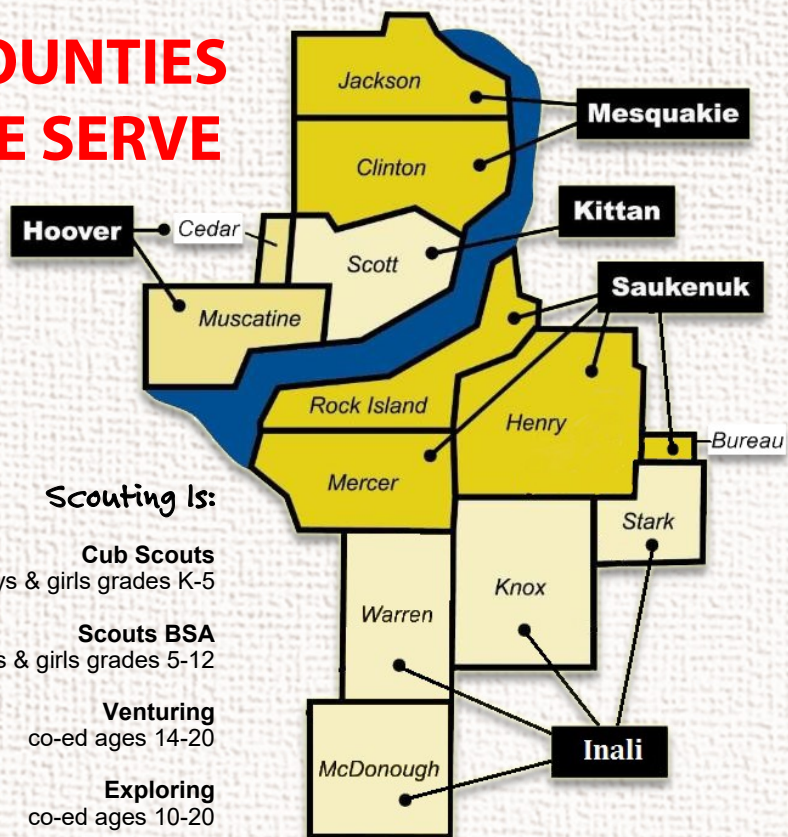 OUNTIES
E SERVE
Jackson
Mesquakie
Clinton
Kittan
Hoover
Cedar
Scott
Saukenuk
Muscatine
Rock Island
Henry
Bureau
Mercer
Stark
Knox
Warren
Inali
McDonough
Scouting Is:
Cub Scouts
ys & girls grades K-5
Scouts BSA
s & girls grades 5-12
Venturing
co-ed ages 14-20
Exploring
co-ed ages 10-20